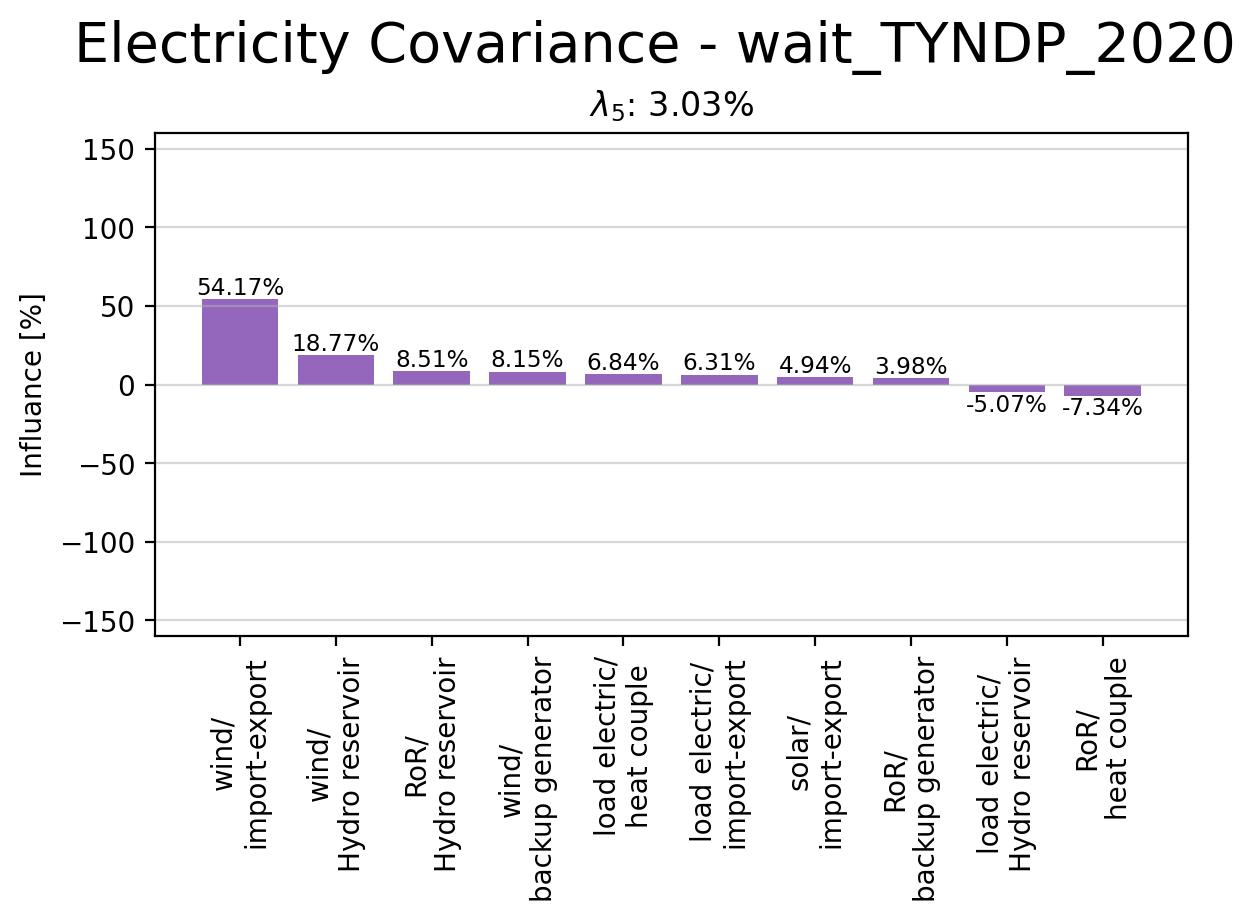 Electricity Covariance - wait_TYNDP_2020
λ5: 3.03%
Influance [%]
150
100
50
0
−50
−100
−150
54.17%
18.77%
8.51%
8.15%
6.84%
6.31%
4.94%
3.98%
-5.07%
-7.34%
wind/
import-export
wind/
Hydro reservoir
RoR/
Hydro reservoir
wind/
backup generator
load electric/
heat couple
load electric/
import-export
solar/
import-export
RoR/
backup generator
load electric/
Hydro reservoir
RoR/
heat couple